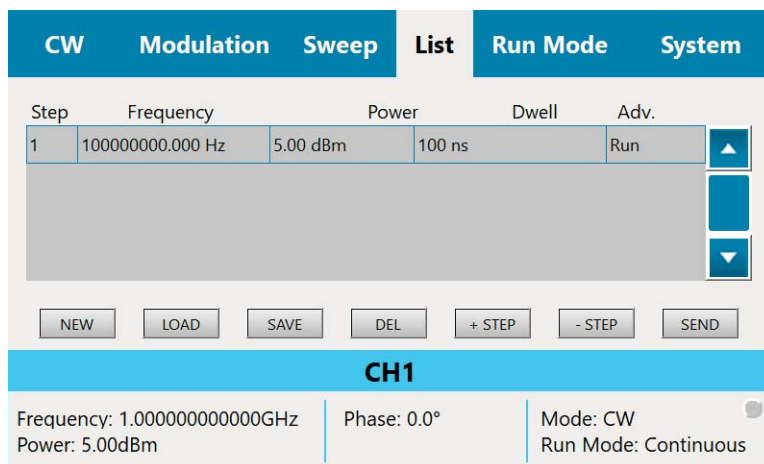 CW Modulation Sweep List Run Mode System
Step Frequency Power Dwell Adv.
1 100000000.000 Hz 5.00 dBm 100 ns Run
NEW LOAD SAVE DEL + STEP - STEP SEND
CH1
Frequency: 1.000000000000GHz Phase: 0.0° Mode: CW
Power: 5.00dBm Run Mode: Continuous